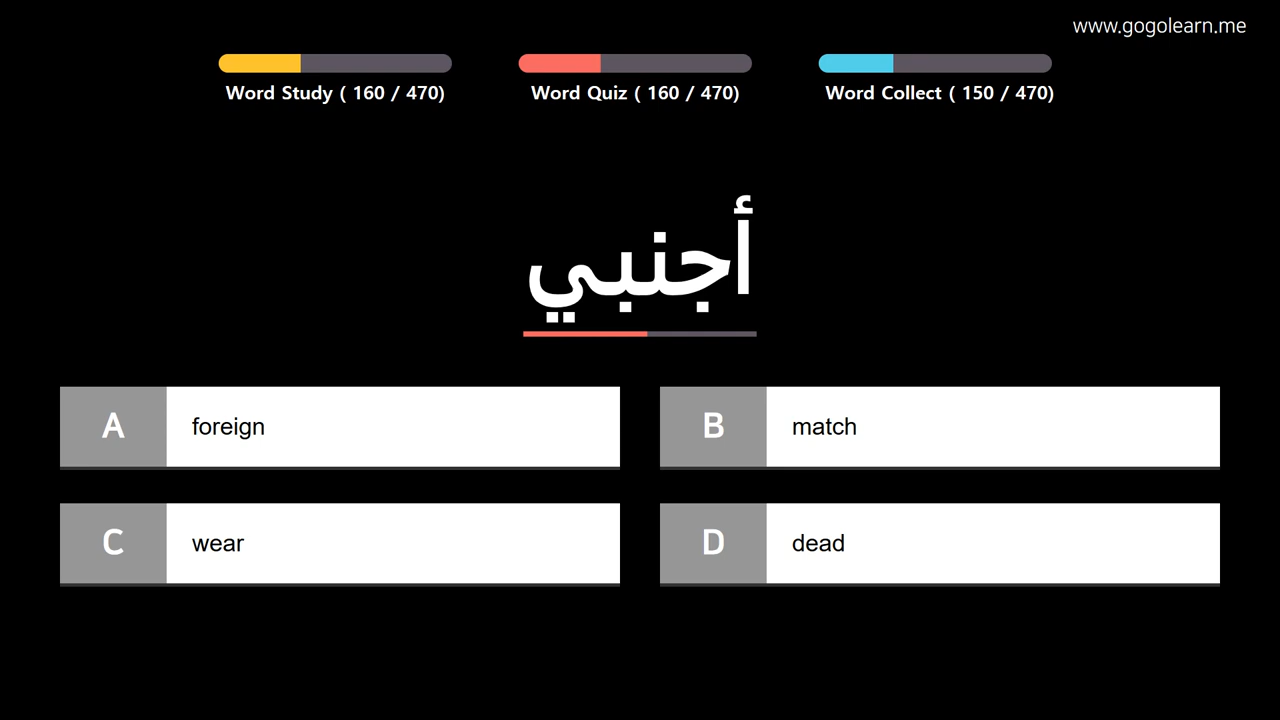 www.gogolearn.me
Word Study ( 160 / 470)
Word Quiz ( 160 / 470)
Word Collect ( 150 / 470)
أجنبي
A foreign
B match
C wear
D dead